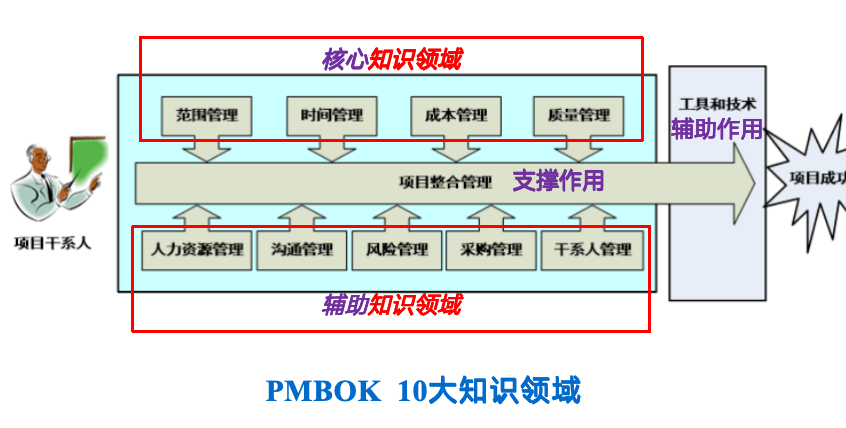 核心知识领域
范围管理
时间管理
成本管理
质量管理
工具和技术
辅助作用
项目整合管理
支撑作用
项目成功
项目干系人
人力资源管理
沟通管理
风险管理
采购管理
干系人管理
辅助知识领域
PMBOK 10大知识领域